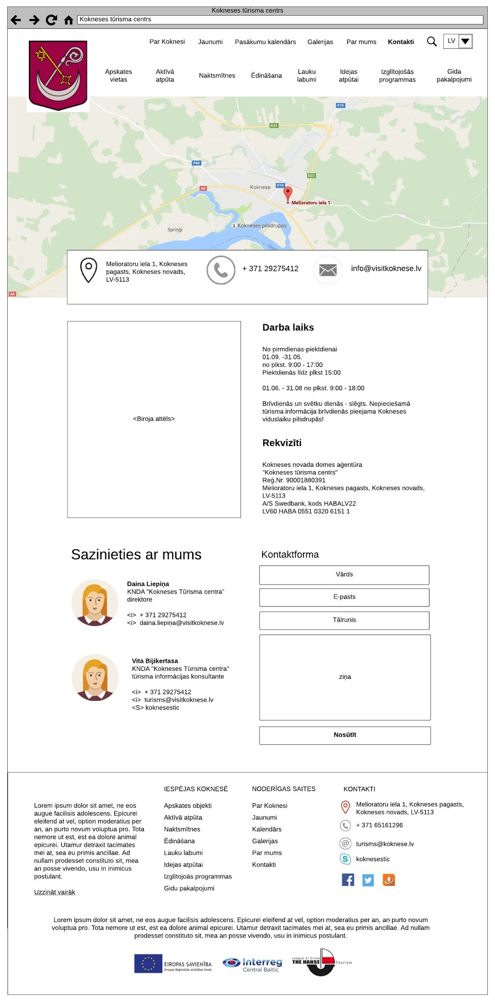 Kokneses tūrisma centrs
Kokneses tūrisma centrs
Par Koknesi Jaunumi Pasākumu kalendārs Galerijas Par mums Kontakti LV
Apskates vietas
Aktīvā atpūta
Naktsmītnes
Ēdināšana
Lauku labumi
Idejas atpūtai
Izglītojošās programmas
Gida pakalpojumi
P79
E22
P80
E22
A6
Koknese
P79
Melioratoru iela 1
Kokneses pilsdrupas
Spriņģi
A6
Melioratoru iela 1, Kokneses
pagasts, Kokneses novads,
LV-5113
+ 371 29275412
info@visitkoknese.lv
<Biroja attēls>
Darba laiks
No pirmdienas-piektdienai
01.09. -31.05.
no plkst. 9:00 - 17:00
Piektdienās līdz plkst 15:00
01.06. - 31.08 no plkst. 9:00 - 18:00
Brīvdienās un svētku dienās - slēgts. Nepieciešamā
tūrisma informācija brīvdienās pieejama Kokneses
viduslaiku pilsdrupās!
Rekvizīti
Kokneses novada domes aģentūra
"Kokneses tūrisma centrs"
Reģ.Nr. 90001880391
Melioratoru iela 1, Kokneses pagasts, Kokneses novads,
LV-5113
A/S Swedbank, kods HABALV22
LV60 HABA 0551 0320 6151 1
Sazinieties ar mums
Daina Liepiņa
KNDA "Kokneses Tūrisma centra"
direktore
<i> + 371 29275412
<i> daina.liepiņa@visitkoknese.lv
Vita Bijikertasa
KNDA "Kokneses Tūrisma centra"
tūrisma informācijas konsultante
<i> + 371 29275412
<i> turisms@visitkoknese.lv
<S> koknesestic
Kontaktforma
Vārds
E-pasts
Tālrunis
ziņa
Nosūtīt
Lorem ipsum dolor sit amet, ne eos
augue facilisis adolescens. Epicurei
eleifend at vel, option moderatius per
an, an purto novum voluptua pro. Tota
nemore ut est, est ea dolore animal
epicurei. Utamur detraxit tacimates
mei at, sea eu primis ancillae. Ad
nullam prodesset constituto sit, mea
an posse vivendo, usu in inimicus
postulant.
Uzzināt vairāk
IESPĒJAS KOKNESĒ
Apskates objekti
Aktīvā atpūta
Naktsmītnes
Ēdināšana
Lauku labumi
Idejas atpūtai
Izglītojoās programmas
Gidu pakalpojumi
NODERĪGAS SAITES
Par Koknesi
Jaunumi
Kalendārs
Galerijas
Par mums
Kontakti
KONTAKTI
Melioratoru iela 1, Kokneses pagasts,
Kokneses novads, LV-5113
+ 371 65161296
turisms@koknese.lv
koknesestic
Lorem ipsum dolor sit amet, ne eos augue facilisis adolescens. Epicurei eleifend at vel, option moderatius per an, an purto novum
voluptua pro. Tota nemore ut est, est ea dolore animal epicurei. Utamur detraxit tacimates mei at, sea eu primis ancillae. Ad nullam
prodesset constituto sit, mea an posse vivendo, usu in inimicus postulant.
EIROPAS SAVIENĪBA
Eiropas Reģionālās attīstības fonds
Interreg
Central Baltic
League of Cities
THE HANSE
Tourism